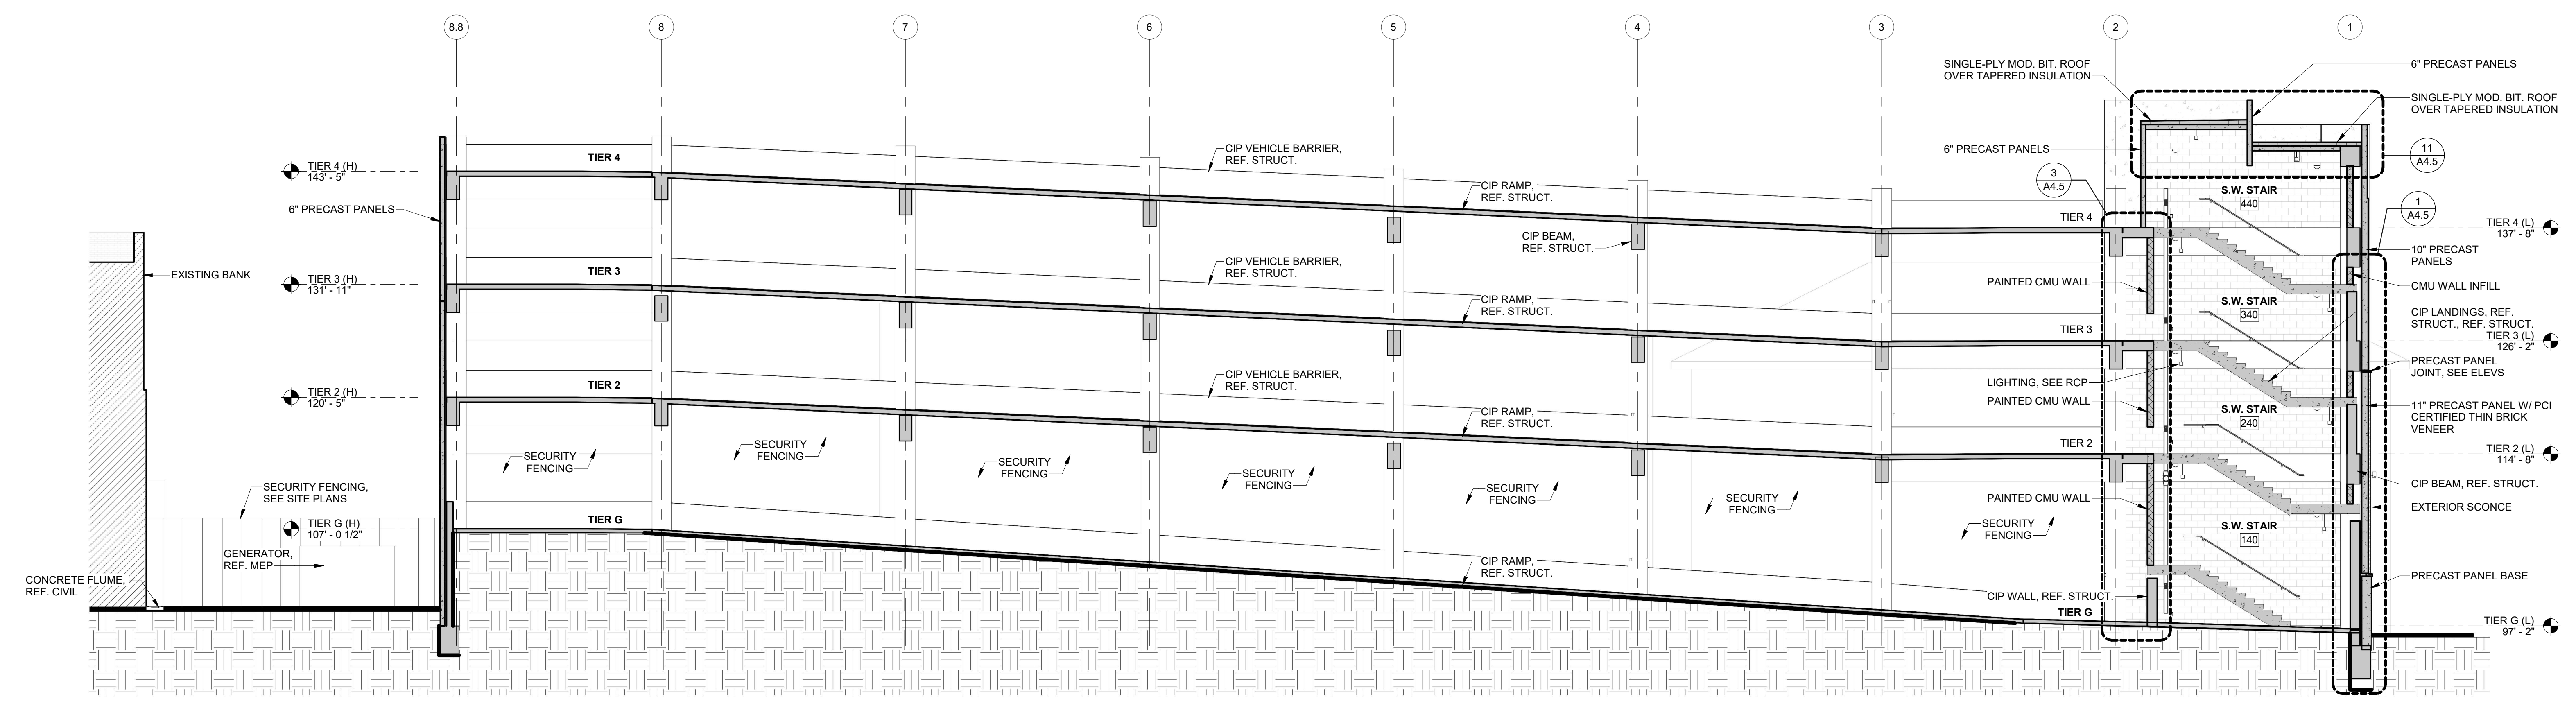 8.8
8
7
6
5
4
3
2
1
SINGLE-PLY MOD. BIT. ROOF
OVER TAPERED INSULATION
6" PRECAST PANELS
SINGLE-PLY MOD. BIT. ROOF
OVER TAPERED INSULATION
6" PRECAST PANELS
11
A4.5
3
A4.5
1
A4.5
TIER 4 (H)
143' - 5"
6" PRECAST PANELS
TIER 4
CIP VEHICLE BARRIER,
REF. STRUCT.
CIP RAMP,
REF. STRUCT.
CIP BEAM,
REF. STRUCT.
TIER 4
S.W. STAIR
440
TIER 4 (L)
137' - 8"
10" PRECAST
PANELS
EXISTING BANK
TIER 3 (H)
131' - 11"
TIER 3
CIP VEHICLE BARRIER,
REF. STRUCT.
CIP RAMP,
REF. STRUCT.
PAINTED CMU WALL
CMU WALL INFILL
S.W. STAIR
340
CIP LANDINGS, REF.
STRUCT., REF. STRUCT.
TIER 3
TIER 3 (L)
126' - 2"
PRECAST PANEL
JOINT, SEE ELEVS
TIER 2 (H)
120' - 5"
TIER 2
CIP VEHICLE BARRIER,
REF. STRUCT.
CIP RAMP,
REF. STRUCT.
LIGHTING, SEE RCP
PAINTED CMU WALL
S.W. STAIR
240
11" PRECAST PANEL W/ PCI
CERTIFIED THIN BRICK
VENEER
TIER 2
TIER 2 (L)
114' - 8"
SECURITY
FENCING
SECURITY
FENCING
SECURITY
FENCING
SECURITY
FENCING
SECURITY
FENCING
SECURITY
FENCING
SECURITY
FENCING
CIP BEAM, REF. STRUCT.
PAINTED CMU WALL
EXTERIOR SCONCE
SECURITY FENCING,
SEE SITE PLANS
TIER G (H)
107' - 0 1/2"
TIER G
S.W. STAIR
140
GENERATOR,
REF. MEP
CIP RAMP,
REF. STRUCT.
CONCRETE FLUME,
REF. CIVIL
PRECAST PANEL BASE
CIP WALL, REF. STRUCT.
TIER G
TIER G (L)
97' - 2"